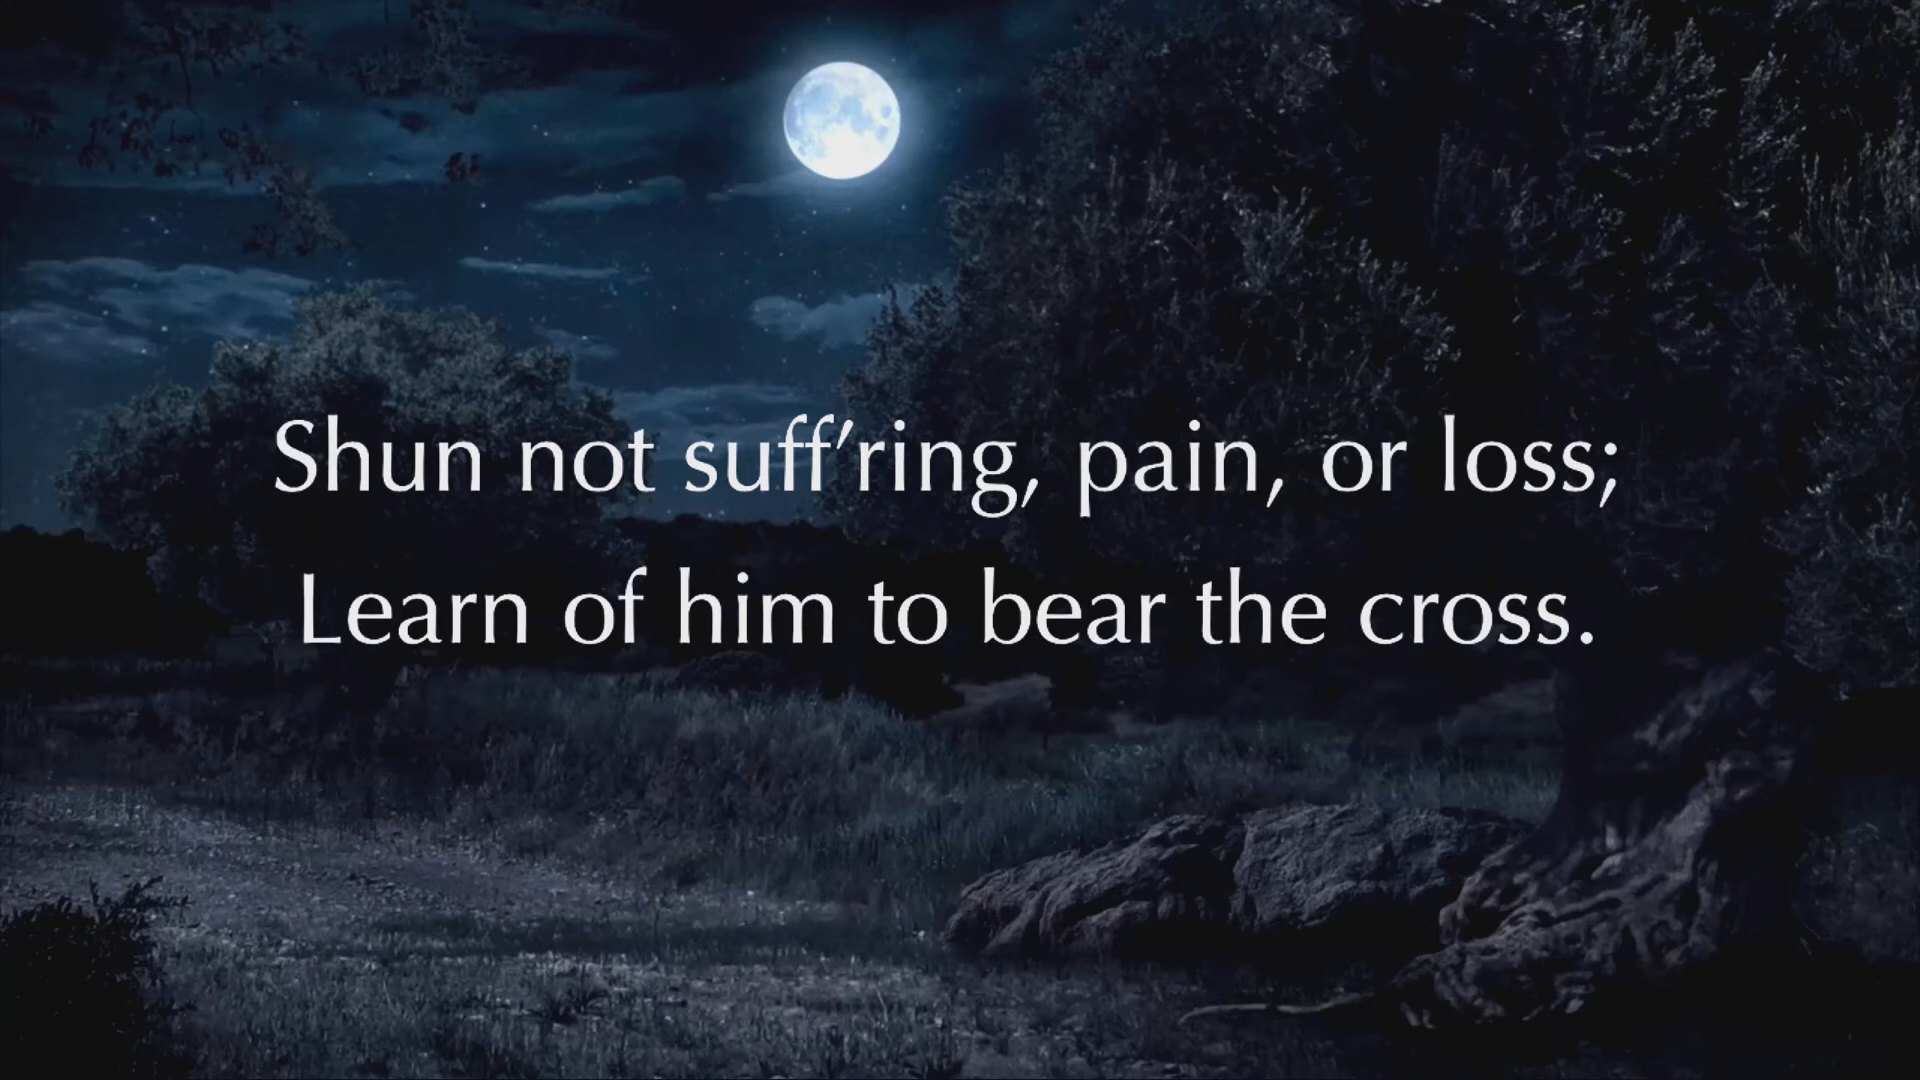 Shun not suff’ring, pain, or loss;
Learn of him to bear the cross.